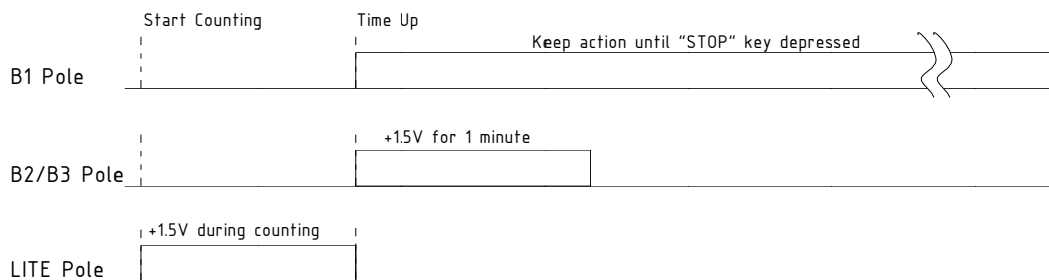 Start Counting Time Up
Keep action until "STOP" key depressed
B1 Pole
+1.5V for 1 minute
B2/B3 Pole
+1.5V during counting
LITE Pole